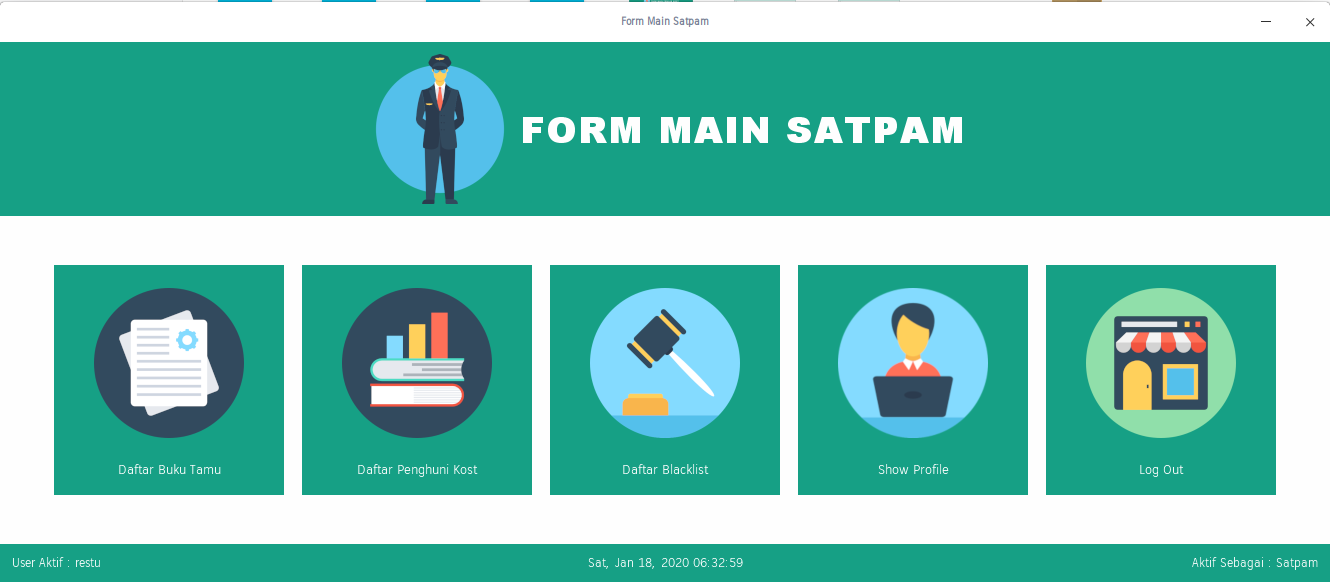 Form Main Satpam
FORM MAIN SATPAM
Daftar Buku Tamu
Daftar Penghuni Kost
Daftar Blacklist
Show Profile
Log Out
User Aktif : restu
Sat, Jan 18, 2020 06:32:59
Aktif Sebagai : Satpam